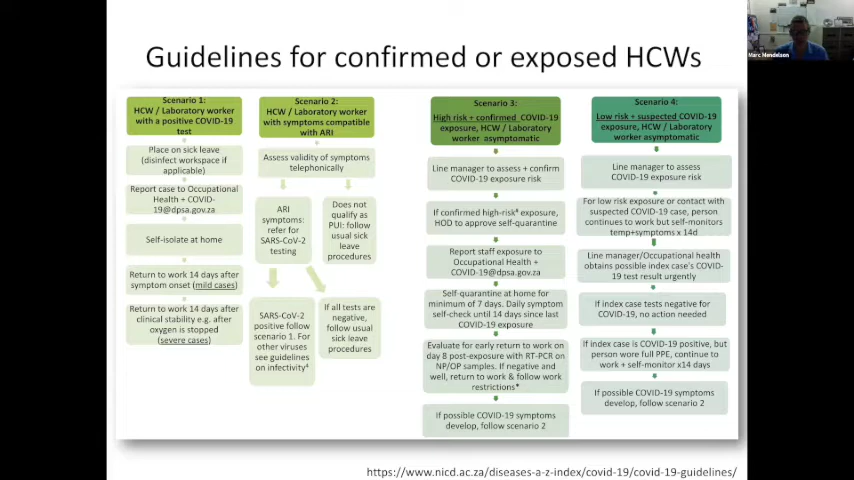 Marc Mendelson
Guidelines for confirmed or exposed HCWs
Scenario 1:
HCW / Laboratory worker
with a positive COVID-19
test
Place on sick leave
(disinfect workspace if
applicable)
Report case to Occupational
Health + COVID-
19@dpsa.gov.za
Self-isolate at home
Return to work 14 days after
symptom onset (mild cases)
Return to work 14 days after
clinical stability e.g. after
oxygen is stopped
(severe cases)
Scenario 2:
HCW / Laboratory worker
with symptoms compatible
with ARI
Assess validity of symptoms
telephonically
ARI
symptoms:
refer for
SARS-CoV-2
testing
Does not
qualify as
PUI: follow
usual sick
leave
procedures
SARS-CoV-2
positive follow
scenario 1. For
other viruses
see guidelines
on infectivity⁴
If all tests are
negative,
follow usual
sick leave
procedures
Scenario 3:
High risk + confirmed COVID-19
exposure, HCW / Laboratory
worker asymptomatic
Line manager to assess + confirm
COVID-19 exposure risk
If confirmed high-risk⁸ exposure,
HOD to approve self-quarantine
Report staff exposure to
Occupational Health +
COVID-19@dpsa.gov.za
Self-quarantine at home for
minimum of 7 days. Daily symptom
self-check until 14 days since last
COVID-19 exposure
Evaluate for early return to work on
day 8 post-exposure with RT-PCR on
NP/OP samples. If negative and
well, return to work & follow work
restrictions*
If possible COVID-19 symptoms
develop, follow scenario 2
Scenario 4:
Low risk + suspected COVID-19
exposure, HCW / Laboratory
worker asymptomatic
Line manager to assess
COVID-19 exposure risk
For low risk exposure or contact with
suspected COVID-19 case, person
continues to work but self-monitors
temp+symptoms x 14d
Line manager/Occupational health
obtains possible index case's COVID-
19 test result urgently
If index case tests negative for
COVID-19, no action needed
If index case is COVID-19 positive, but
person wore full PPE, continue to
work + self-monitor x14 days
If possible COVID-19 symptoms
develop, follow scenario 2
https://www.nicd.ac.za/diseases-a-z-index/covid-19/covid-19-guidelines/